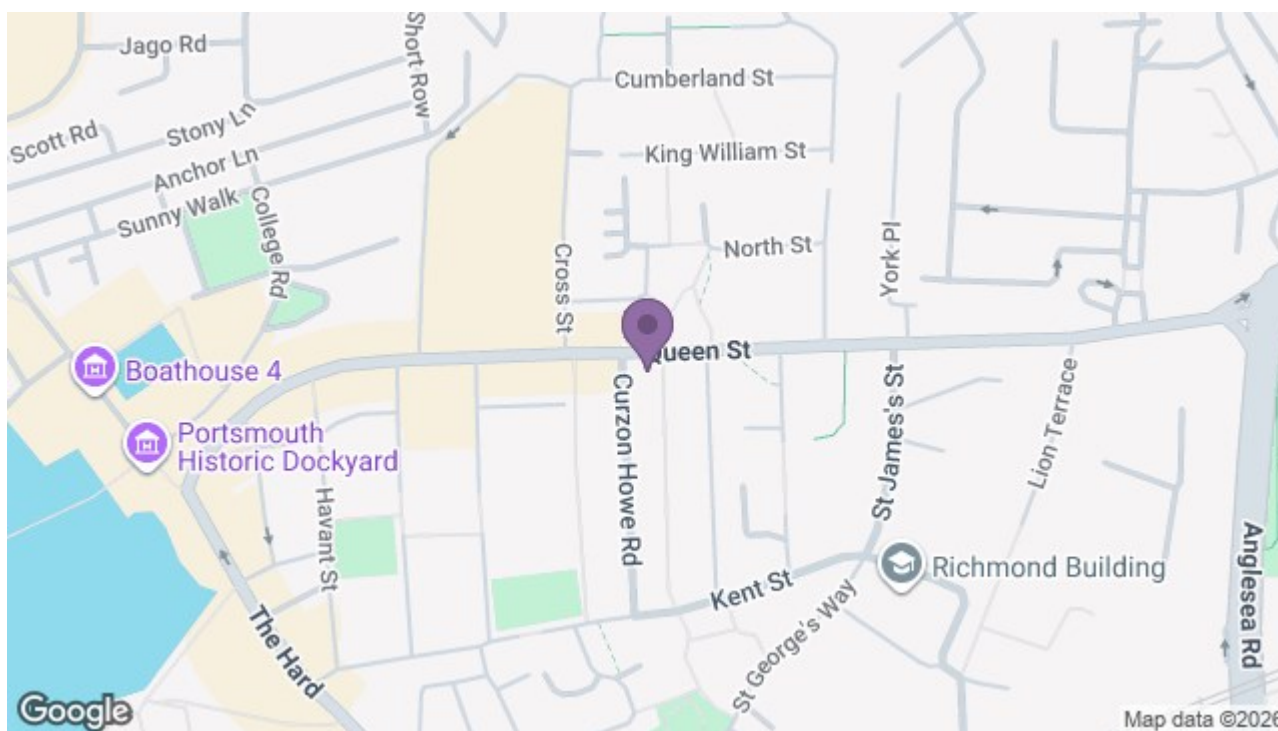 Jago Rd
Short Row
Cumberland St
Scott Rd
Stony Ln
Anchor Ln
King William St
Sunny Walk
College Rd
Cross St
North St
York Pl
Queen St
Boathouse 4
Portsmouth
Historic Dockyard
Havant St
Curzon Howe Rd
St James's St
Lion Terrace
Kent St
Richmond Building
St George's Way
Anglesea Rd
The Hard
Google
Map data ©2026